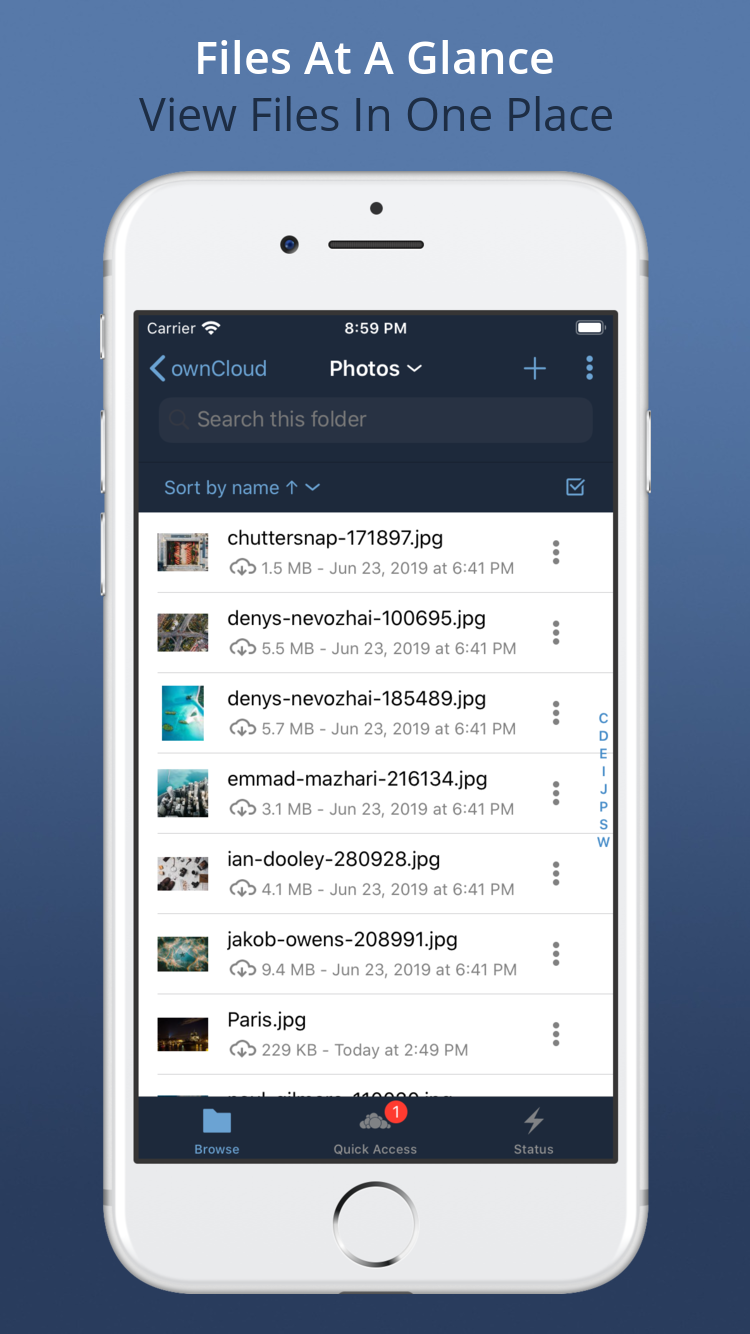 Files At A Glance
View Files In One Place
Carrier 8:59 PM
ownCloud Photos
Search this folder
Sort by name ↑
chuttersnap-171897.jpg
1.5 MB - Jun 23, 2019 at 6:41 PM
denys-nevozhai-100695.jpg
5.5 MB - Jun 23, 2019 at 6:41 PM
denys-nevozhai-185489.jpg
5.7 MB - Jun 23, 2019 at 6:41 PM
emmad-mazhari-216134.jpg
3.1 MB - Jun 23, 2019 at 6:41 PM
ian-dooley-280928.jpg
4.1 MB - Jun 23, 2019 at 6:41 PM
jakob-owens-208991.jpg
9.4 MB - Jun 23, 2019 at 6:41 PM
Paris.jpg
229 KB - Today at 2:49 PM
C
D
E
I
J
P
S
W
1
Browse Quick Access Status